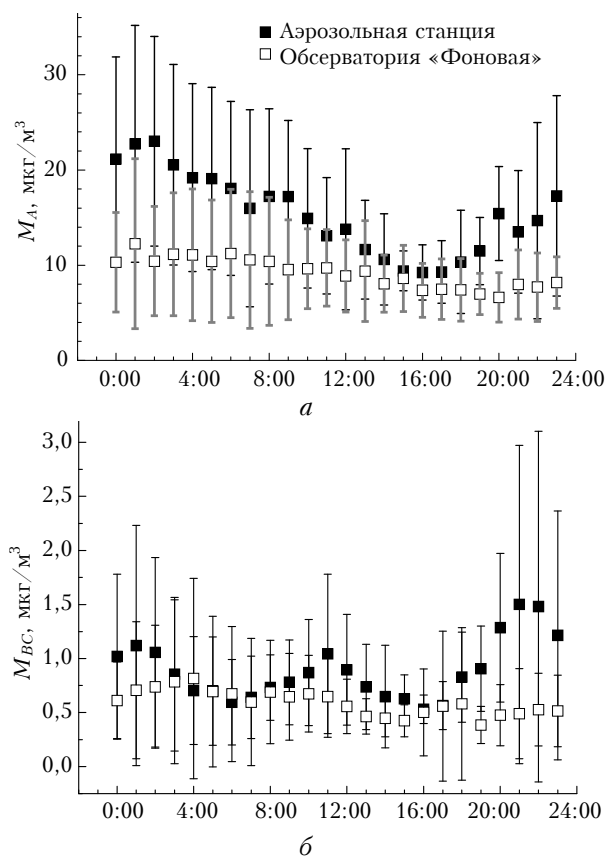 Аэрозольная станция
Обсерватория «Фоновая»
30
20
10
0
M_A, мкг/м³
0:00 4:00 8:00 12:00 16:00 20:00 24:00
а
3,0
2,5
2,0
1,5
1,0
0,5
0,0
M_BC, мкг/м³
0:00 4:00 8:00 12:00 16:00 20:00 24:00
б